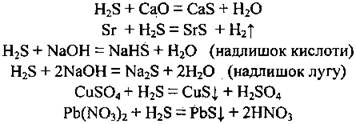 H₂S + CaO = CaS + H₂O
Sr + H₂S = SrS + H₂↑
H₂S + NaOH = NaHS + H₂O (надлишок кислоти)
H₂S + 2NaOH = Na₂S + 2H₂O (надлишок лугу)
CuSO₄ + H₂S = CuS↓ + H₂SO₄
Pb(NO₃)₂ + H₂S = PbS↓ + 2HNO₃